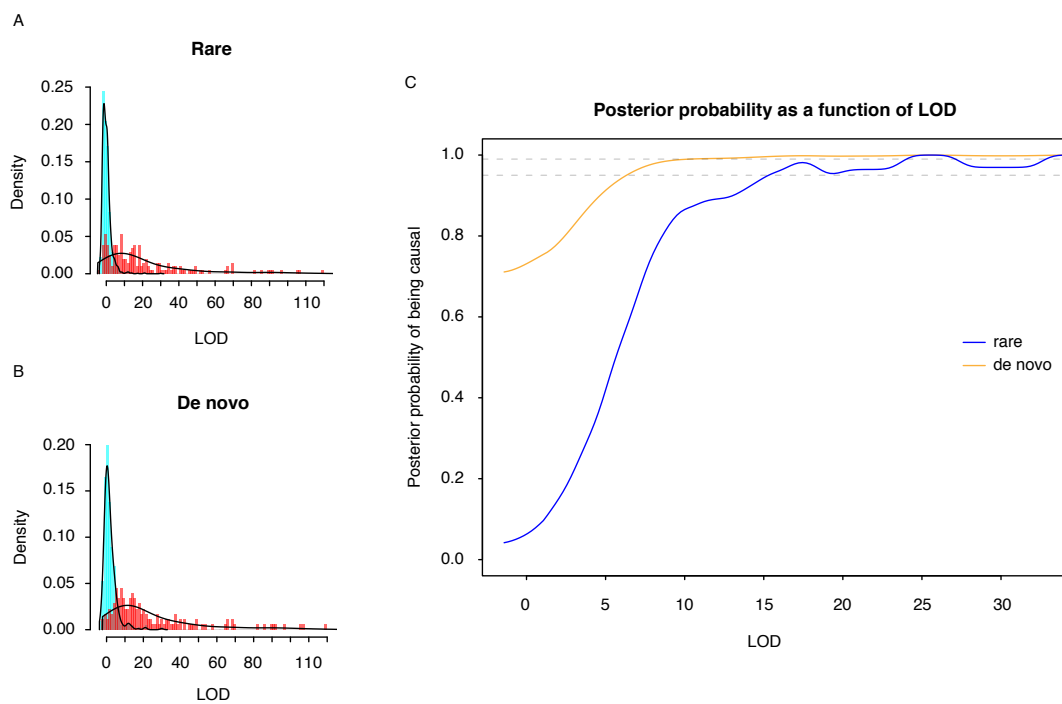 A
Rare
Density
0.25
0.20
0.15
0.10
0.05
0.00
0 20 40 60 80 110
LOD
B
De novo
Density
0.20
0.15
0.10
0.05
0.00
0 20 40 60 80 110
LOD
C
Posterior probability as a function of LOD
Posterior probability of being causal
1.0
0.8
0.6
0.4
0.2
0.0
rare
de novo
0 5 10 15 20 25 30
LOD